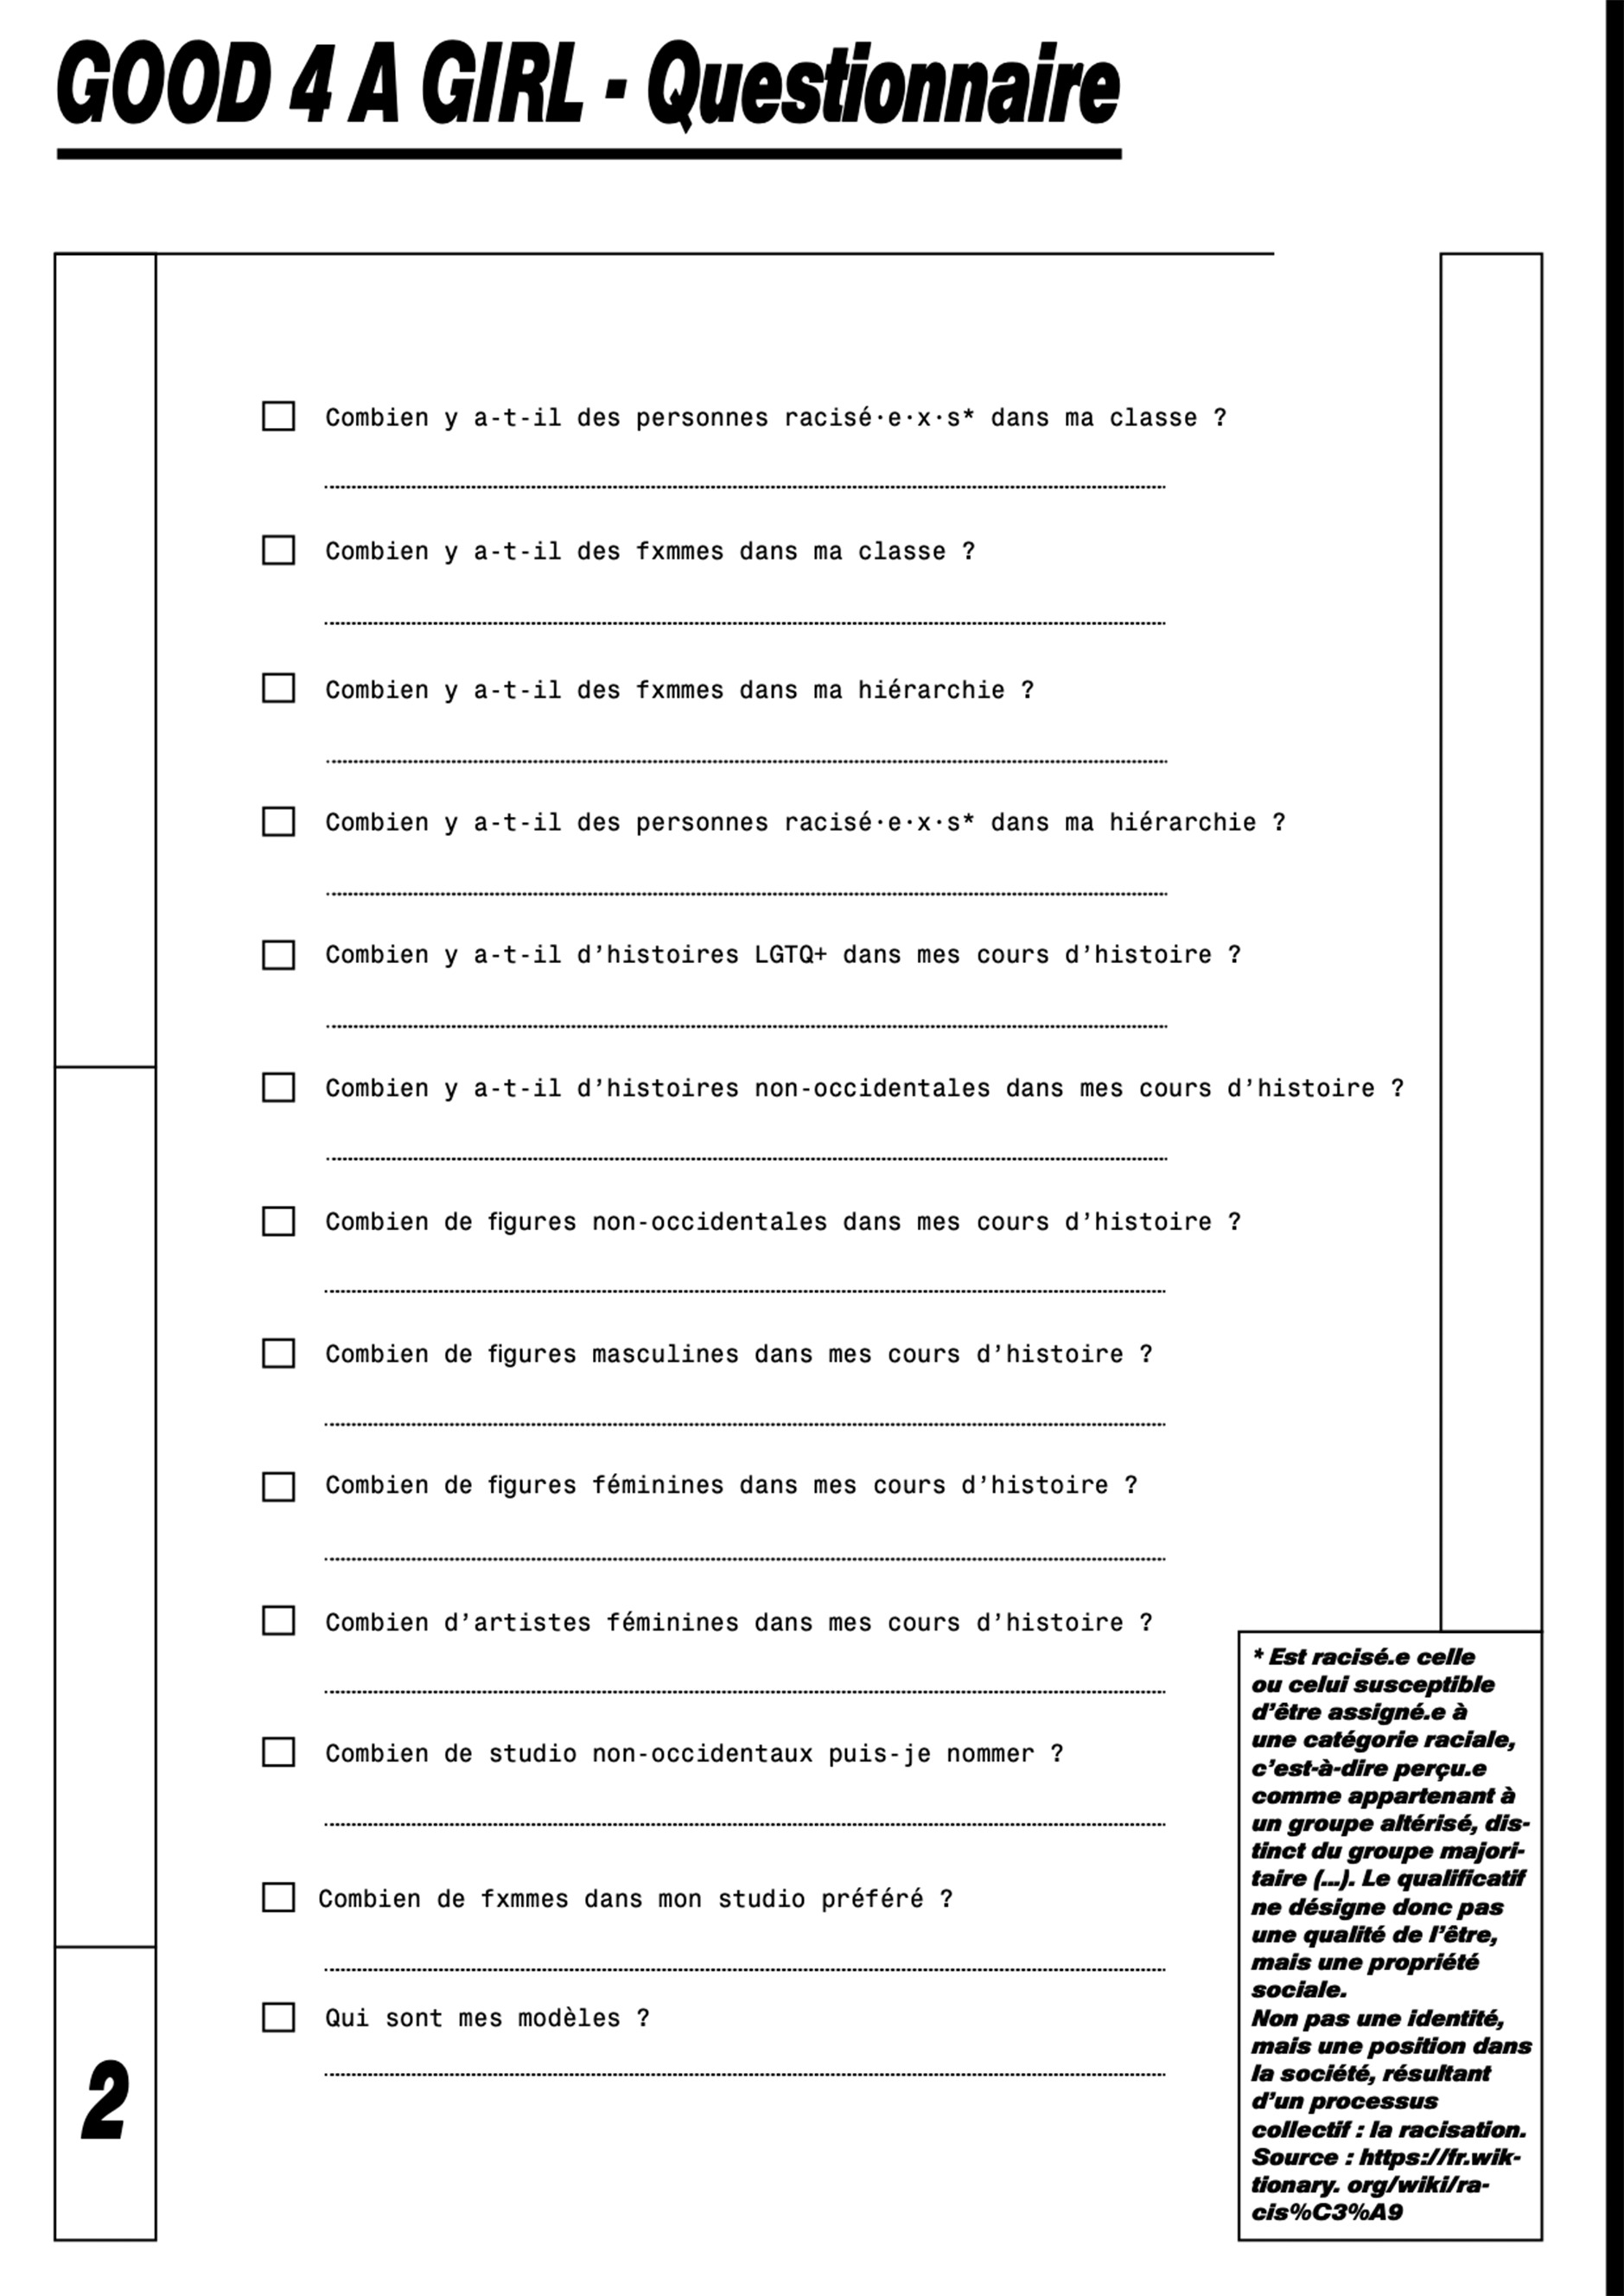 GOOD 4 A GIRL - Questionnaire
Combien y a-t-il des personnes racisé·e·x·s* dans ma classe ?
Combien y a-t-il des fxmmes dans ma classe ?
Combien y a-t-il des fxmmes dans ma hiérarchie ?
Combien y a-t-il des personnes racisé·e·x·s* dans ma hiérarchie ?
Combien y a-t-il d’histoires LGTQ+ dans mes cours d’histoire ?
Combien y a-t-il d’histoires non-occidentales dans mes cours d’histoire ?
Combien de figures non-occidentales dans mes cours d’histoire ?
Combien de figures masculines dans mes cours d’histoire ?
Combien de figures féminines dans mes cours d’histoire ?
Combien d’artistes féminines dans mes cours d’histoire ?
Combien de studio non-occidentaux puis-je nommer ?
Combien de fxmmes dans mon studio préféré ?
Qui sont mes modèles ?
* Est racisé.e celle
ou celui susceptible
d’être assigné.e à
une catégorie raciale,
c’est-à-dire perçu.e
comme appartenant à
un groupe altérisé, dis-
tinct du groupe majori-
taire (...). Le qualificatif
ne désigne donc pas
une qualité de l’être,
mais une propriété
sociale.
Non pas une identité,
mais une position dans
la société, résultant
d’un processus
collectif : la racisation.
Source : https://fr.wik-
tionary. org/wiki/ra-
cis%C3%A9
2